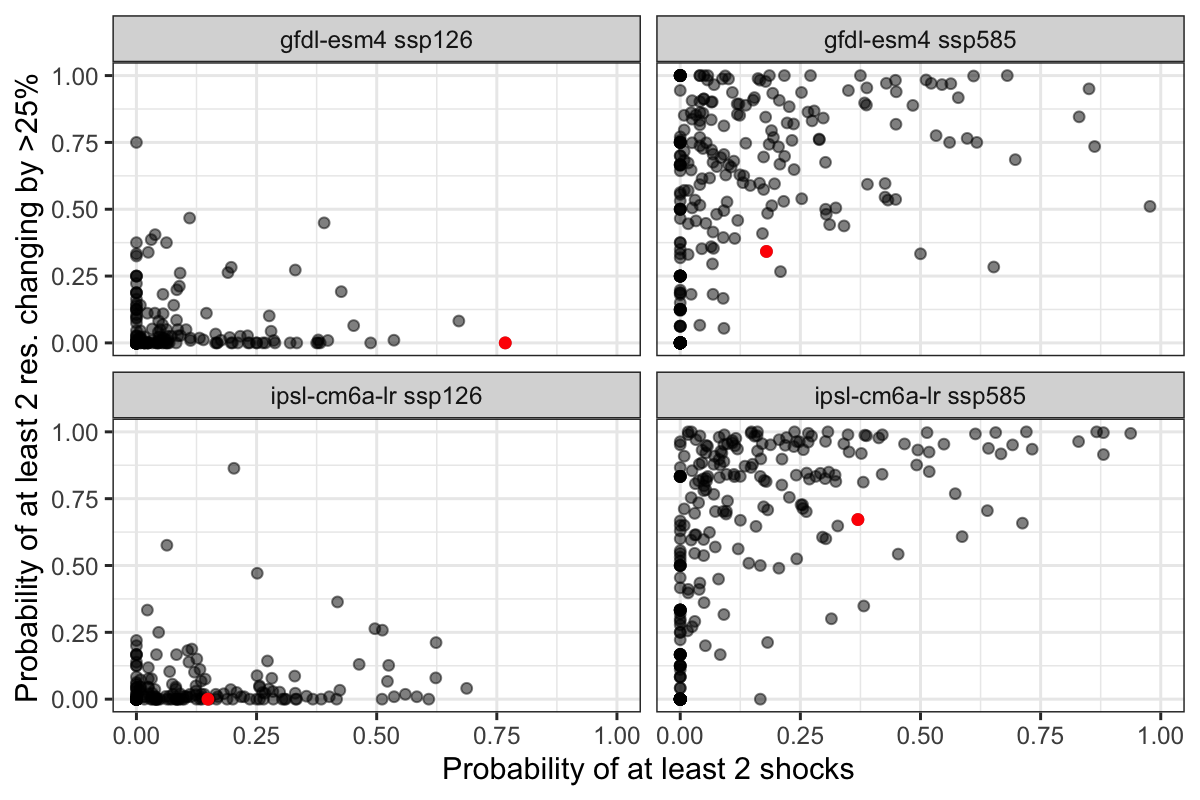 gfdl-esm4 ssp126
gfdl-esm4 ssp585
1.00
0.75
0.50
0.25
0.00
ipsl-cm6a-lr ssp126
ipsl-cm6a-lr ssp585
1.00
0.75
0.50
0.25
0.00
0.00 0.25 0.50 0.75 1.00
0.00 0.25 0.50 0.75 1.00
Probability of at least 2 shocks
Probability of at least 2 res. changing by >25%